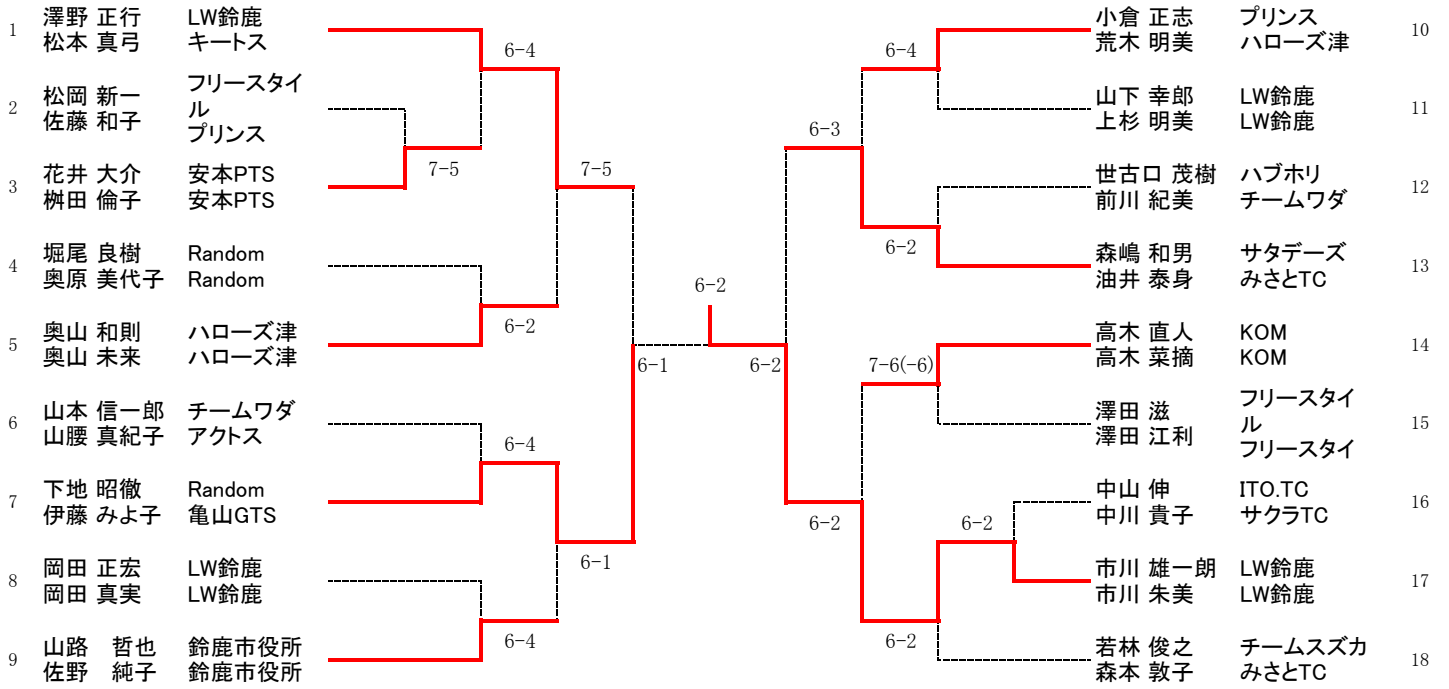 1 澤野 正行 LW鈴鹿
松本 真弓 キートス
6-4
2 松岡 新一 フリースタイ
ル
佐藤 和子 プリンス
7-5
3 花井 大介 安本PTS
桝田 倫子 安本PTS
7-5
4 堀尾 良樹 Random
奥原 美代子 Random
6-2
5 奥山 和則 ハローズ津
奥山 未来 ハローズ津
6-1
6 山本 信一郎 チームワダ
山腰 真紀子 アクトス
6-4
7 下地 昭徹 Random
伊藤 みよ子 亀山GTS
6-1
8 岡田 正宏 LW鈴鹿
岡田 真実 LW鈴鹿
6-4
9 山路 哲也 鈴鹿市役所
佐野 純子 鈴鹿市役所
6-2
小倉 正志 プリンス 10
荒木 明美 ハローズ津
6-4
山下 幸郎 LW鈴鹿 11
上杉 明美 LW鈴鹿
6-3
世古口 茂樹 ハブホリ 12
前川 紀美 チームワダ
6-2
森嶋 和男 サタデーズ 13
油井 泰身 みさとTC
6-2
高木 直人 KOM 14
高木 菜摘 KOM
7-6(-6)
澤田 滋 フリースタイ
ル 15
澤田 江利 フリースタイ
中山 伸 ITO.TC 16
中川 貴子 サクラTC
6-2
6-2
市川 雄一朗 LW鈴鹿 17
市川 朱美 LW鈴鹿
6-2
若林 俊之 チームスズカ 18
森本 敦子 みさとTC